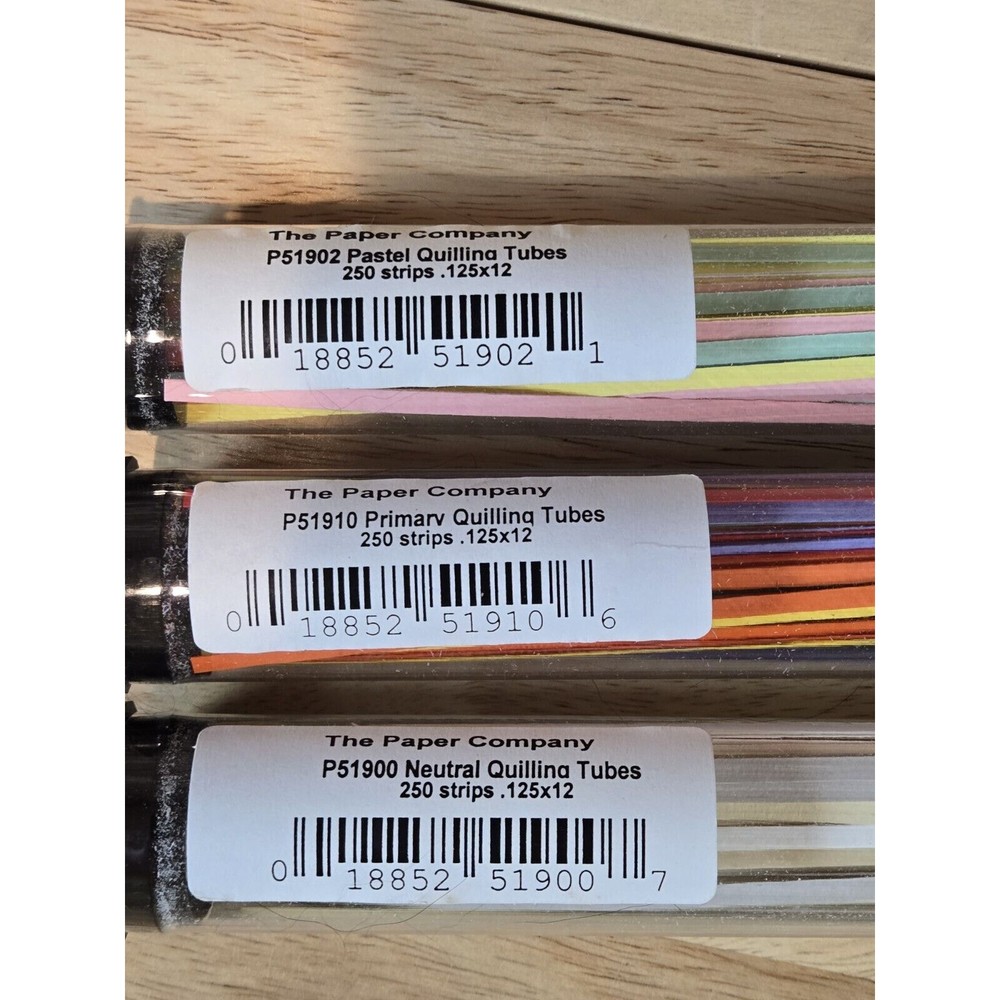 The Paper Company
P51902 Pastel Quilling Tubes
250 strips .125x12
0 18852 51902 1
The Paper Company
P51910 Primary Quilling Tubes
250 strips .125x12
0 18852 51910 6
The Paper Company
P51900 Neutral Quilling Tubes
250 strips .125x12
0 18852 51900 7